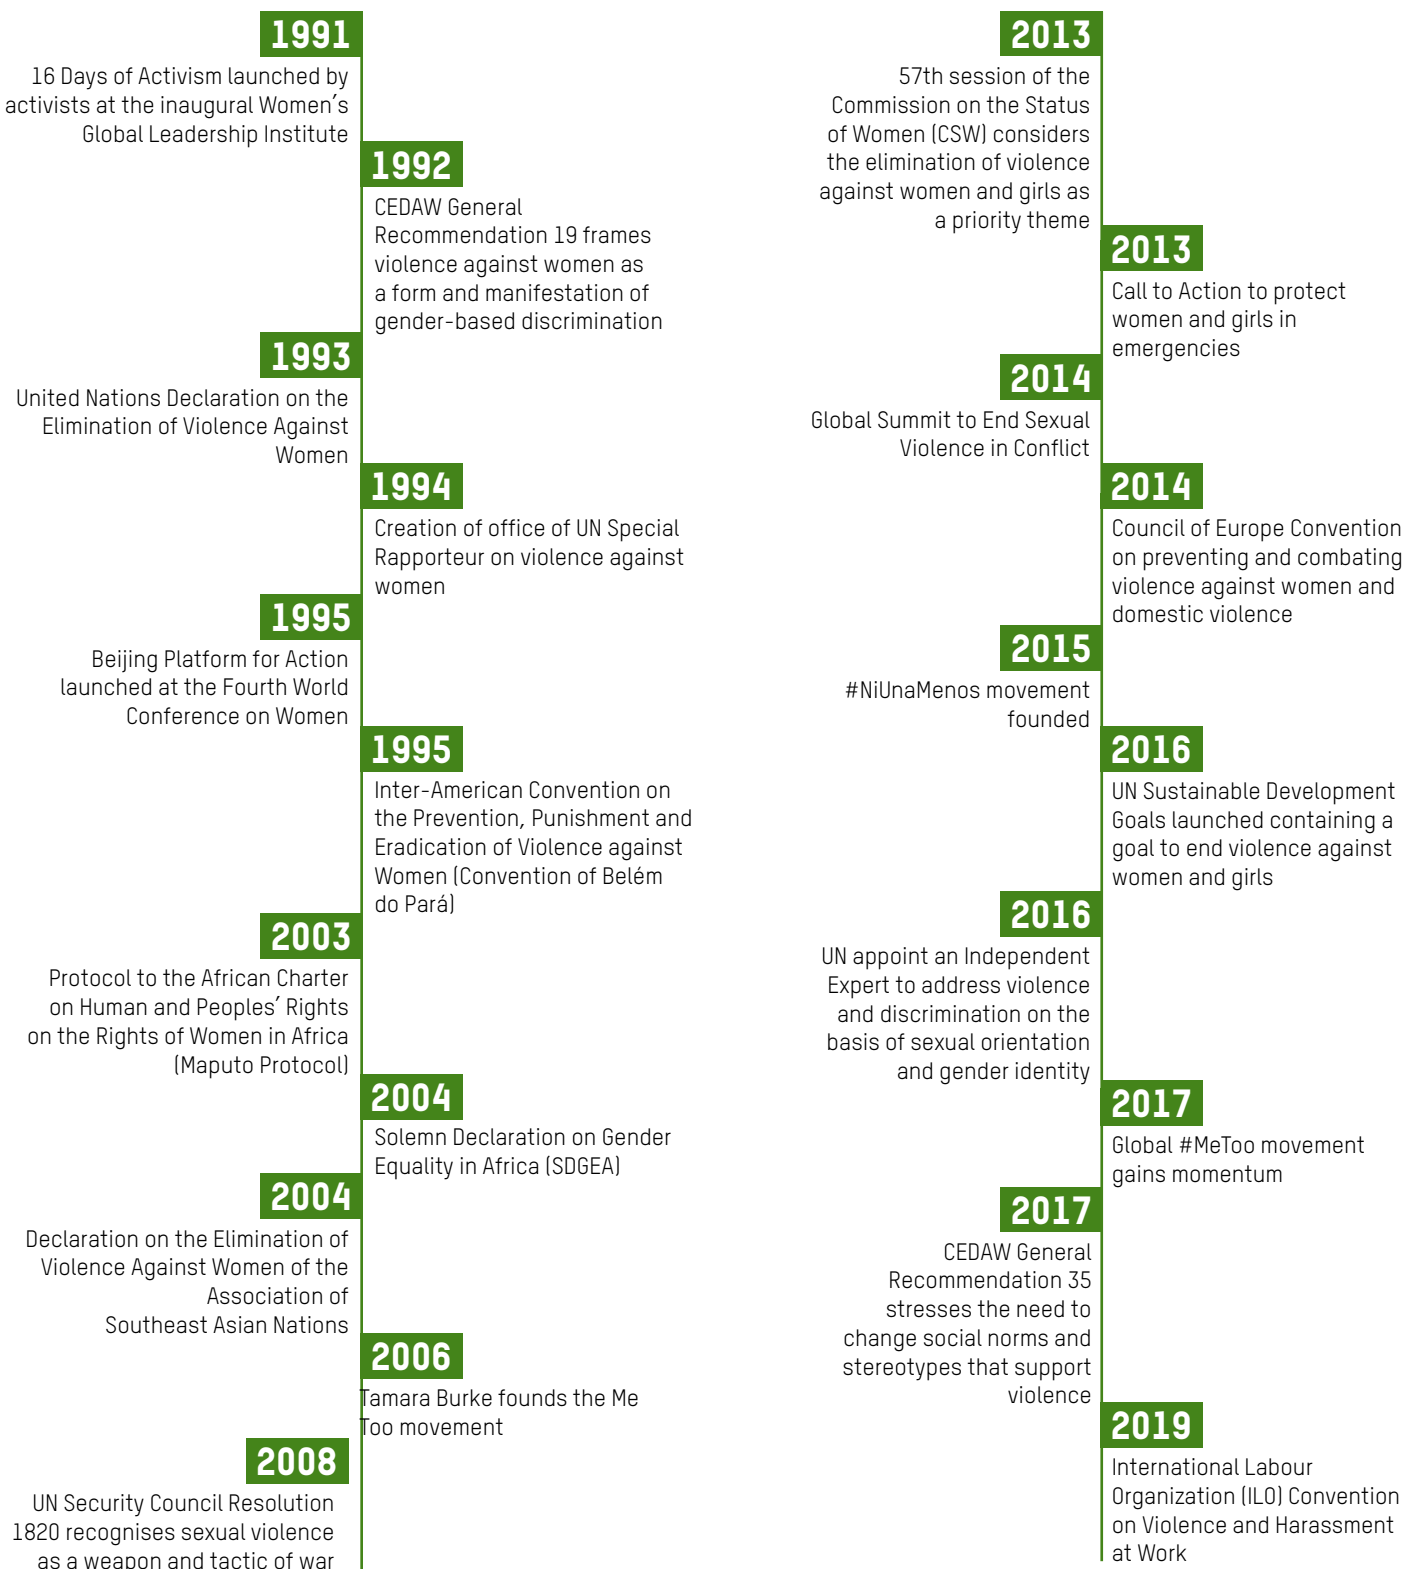 1991
16 Days of Activism launched by
activists at the inaugural Women's
Global Leadership Institute
1992
CEDAW General
Recommendation 19 frames
violence against women as
a form and manifestation of
gender-based discrimination
1993
United Nations Declaration on the
Elimination of Violence Against
Women
1994
Creation of office of UN Special
Rapporteur on violence against
women
1995
Beijing Platform for Action
launched at the Fourth World
Conference on Women
1995
Inter-American Convention on
the Prevention, Punishment and
Eradication of Violence against
Women (Convention of Belém
do Pará)
2003
Protocol to the African Charter
on Human and Peoples' Rights
on the Rights of Women in Africa
(Maputo Protocol)
2004
Solemn Declaration on Gender
Equality in Africa (SDGEA)
2004
Declaration on the Elimination of
Violence Against Women of the
Association of
Southeast Asian Nations
2006
Tamara Burke founds the Me
Too movement
2008
UN Security Council Resolution
1820 recognises sexual violence
as a weapon and tactic of war
2013
57th session of the
Commission on the Status
of Women (CSW) considers
the elimination of violence
against women and girls as
a priority theme
2013
Call to Action to protect
women and girls in
emergencies
2014
Global Summit to End Sexual
Violence in Conflict
2014
Council of Europe Convention
on preventing and combating
violence against women and
domestic violence
2015
#NiUnaMenos movement
founded
2016
UN Sustainable Development
Goals launched containing a
goal to end violence against
women and girls
2016
UN appoint an Independent
Expert to address violence
and discrimination on the
basis of sexual orientation
and gender identity
2017
Global #MeToo movement
gains momentum
2017
CEDAW General
Recommendation 35
stresses the need to
change social norms and
stereotypes that support
violence
2019
International Labour
Organization (ILO) Convention
on Violence and Harassment
at Work